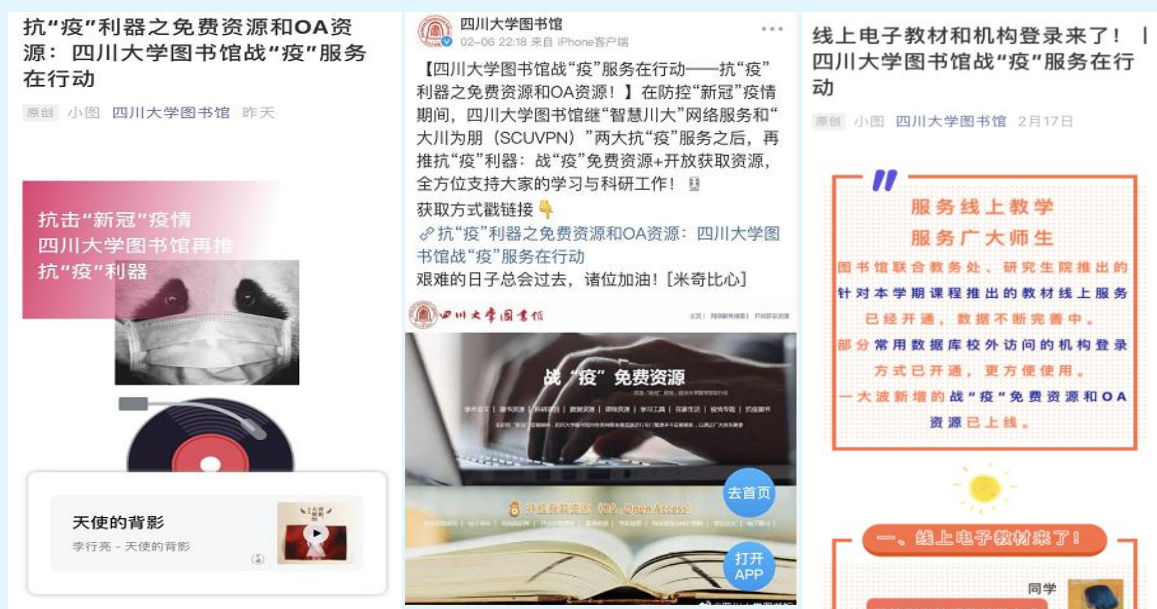 抗“疫”利器之免费资源和OA资
源：四川大学图书馆战“疫”服务
在行动
原创 小图 四川大学图书馆 昨天
抗击“新冠”疫情
四川大学图书馆再推
抗“疫”利器
天使的背影
李行亮 - 天使的背影
四川大学图书馆
02-06 22:18 来自 iPhone客户端
【四川大学图书馆战“疫”服务在行动——抗“疫”
利器之免费资源和OA资源！】在防控“新冠”疫情
期间，四川大学图书馆继“智慧川大”网络服务和“
大川为朋（SCUVPN）”两大抗“疫”服务之后，再
推抗“疫”利器：战“疫”免费资源+开放获取资源，
全方位支持大家的学习与科研工作！
获取方式戳链接
抗“疫”利器之免费资源和OA资源：四川大学图
书馆战“疫”服务在行动
艰难的日子总会过去，诸位加油！[米奇比心]
四川大学图书馆
战“疫”免费资源
去首页
开放获取资源（OA, Open Access）
打开
APP
@四川大学图书馆
线上电子教材和机构登录来了！丨
四川大学图书馆战“疫”服务在行
动
原创 小图 四川大学图书馆 2月17日
服务线上教学
服务广大师生
图书馆联合教务处、研究生院推出的
针对本学期课程推出的教材线上服务
已经开通，数据不断完善中。
部分常用数据库校外访问的机构登录
方式已开通，更方便使用。
一大波新增的战“疫”免费资源和OA
资源已上线。
一、线上电子教材来了！
同学